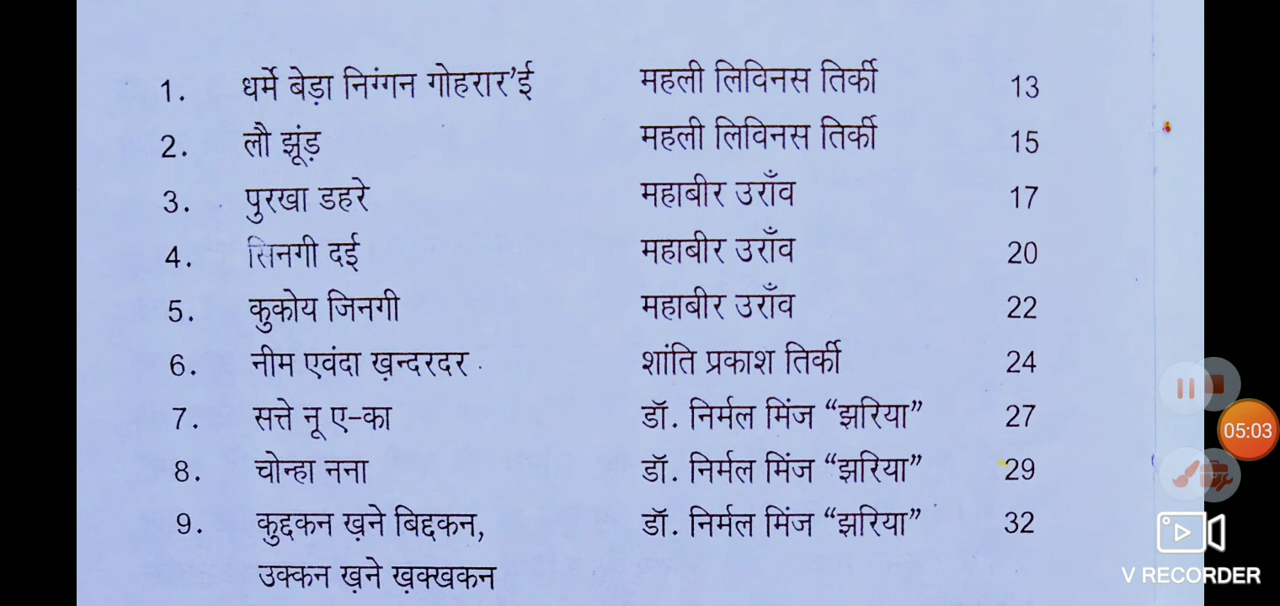 1. धर्मे बेड़ा निग्गन गोहरार’ई महली लिविनस तिर्की 13
2. लौ झूंड़ महली लिविनस तिर्की 15
3. पुरखा डहरे महाबीर उराँव 17
4. सिनगी दई महाबीर उराँव 20
5. कुकोय जिनगी महाबीर उराँव 22
6. नीम एवंदा ख़न्दरदर शांति प्रकाश तिर्की 24
7. सत्ते नू ए-का डॉ. निर्मल मिंज “झरिया” 27
8. चोन्हा नना डॉ. निर्मल मिंज “झरिया” 29
9. कुद्दकन ख़ने बिद्दकन, डॉ. निर्मल मिंज “झरिया” 32
उक्कन ख़ने ख़क्खकन
05:03
V RECORDER